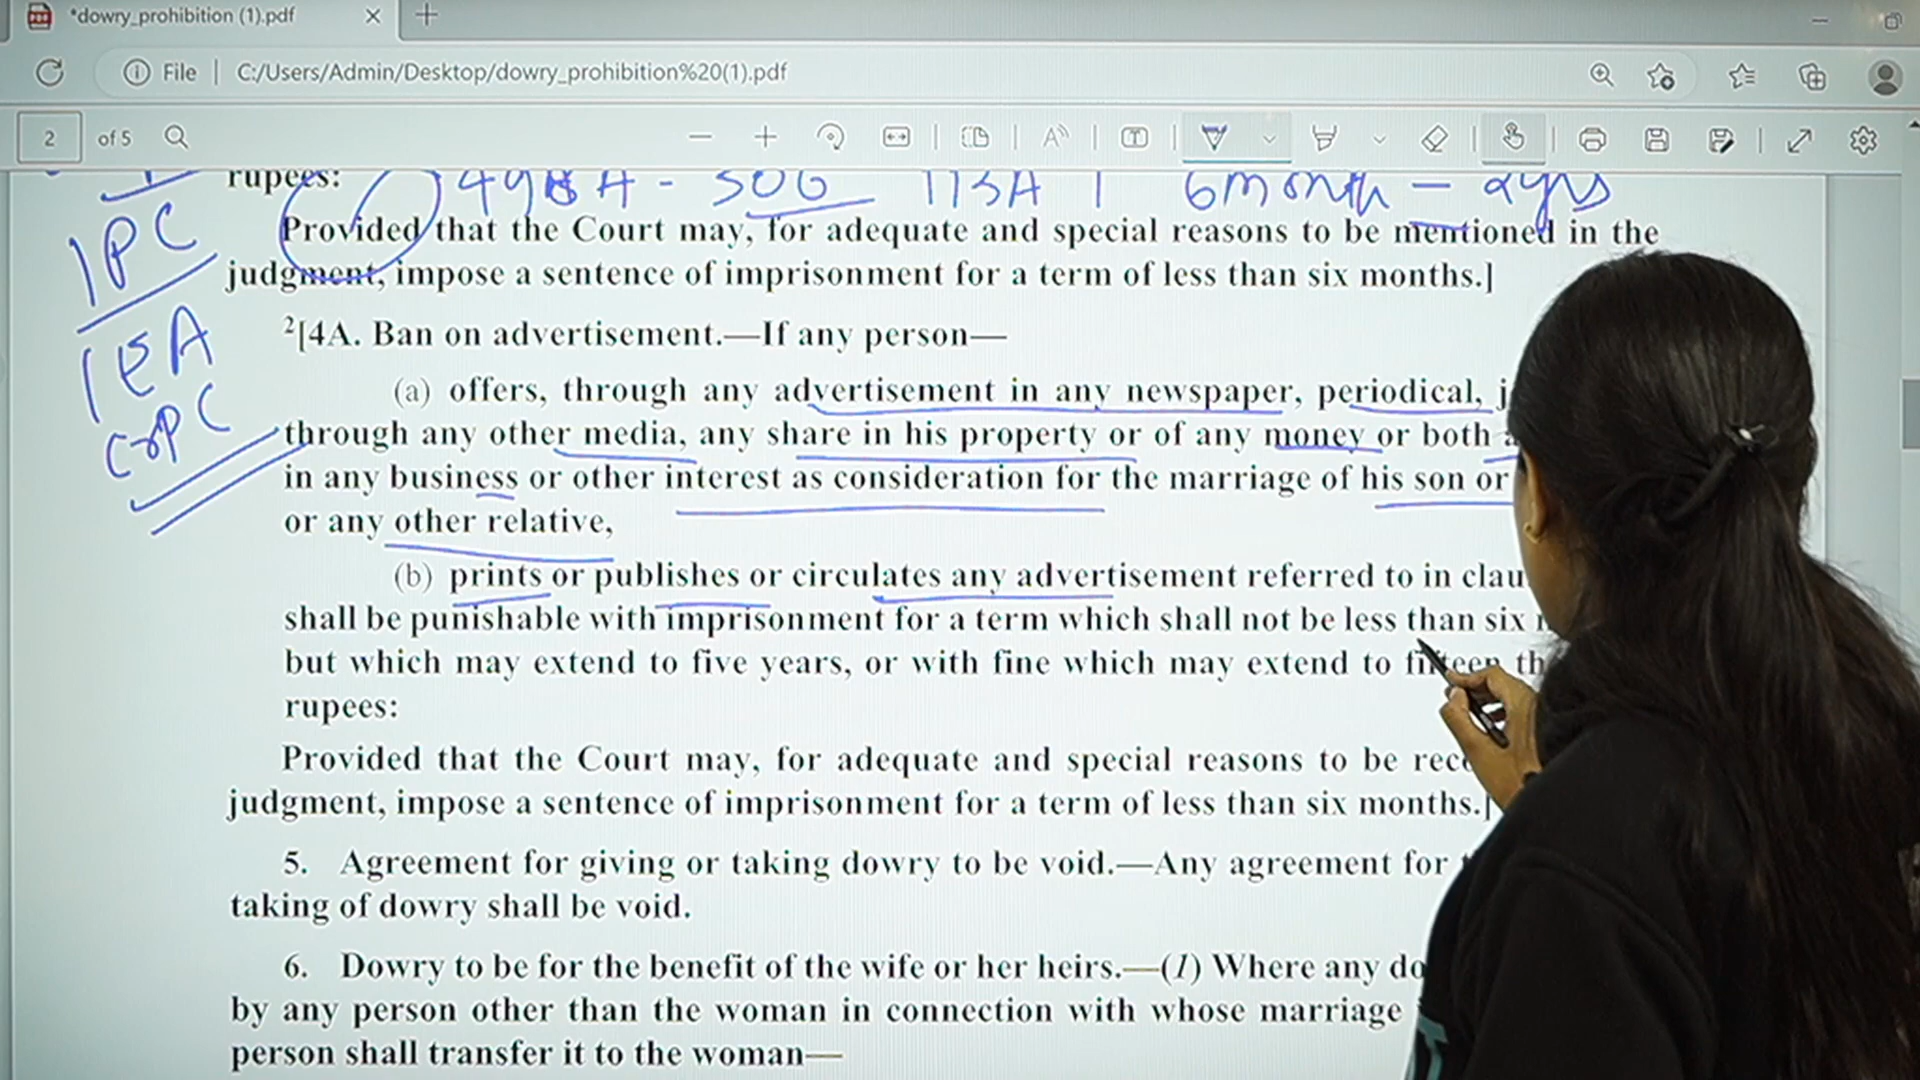 *dowry_prohibition (1).pdf
File | C:/Users/Admin/Desktop/dowry_prohibition%20(1).pdf
2 of 5
rupees: 498A - 306 113A | 6 month - 2yrs
Provided that the Court may, for adequate and special reasons to be mentioned in the
judgment, impose a sentence of imprisonment for a term of less than six months.]
IPC
IEA
CrPC
2[4A. Ban on advertisement.—If any person—
(a) offers, through any advertisement in any newspaper, periodical, j
through any other media, any share in his property or of any money or both
in any business or other interest as consideration for the marriage of his son or
or any other relative,
(b) prints or publishes or circulates any advertisement referred to in clau
shall be punishable with imprisonment for a term which shall not be less than six
but which may extend to five years, or with fine which may extend to fifteen th
rupees:
Provided that the Court may, for adequate and special reasons to be rec
judgment, impose a sentence of imprisonment for a term of less than six months.]
5. Agreement for giving or taking dowry to be void.—Any agreement for
taking of dowry shall be void.
6. Dowry to be for the benefit of the wife or her heirs.—(1) Where any do
by any person other than the woman in connection with whose marriage
person shall transfer it to the woman—